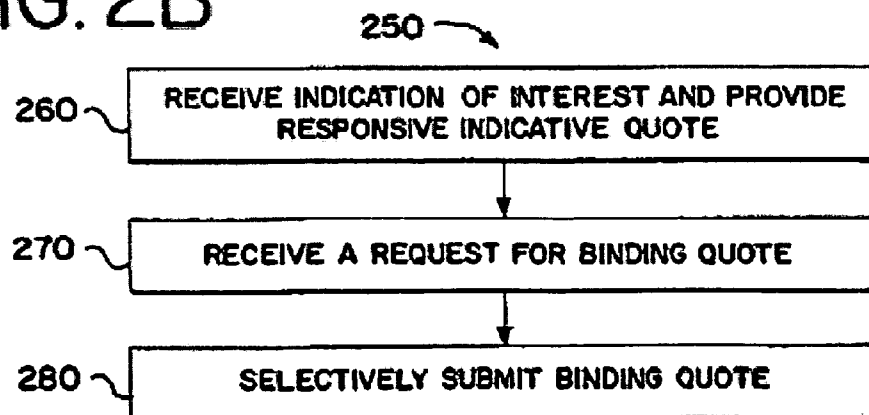 FIG. 2B
250
260
RECEIVE INDICATION OF INTEREST AND PROVIDE
RESPONSIVE INDICATIVE QUOTE
270
RECEIVE A REQUEST FOR BINDING QUOTE
280
SELECTIVELY SUBMIT BINDING QUOTE